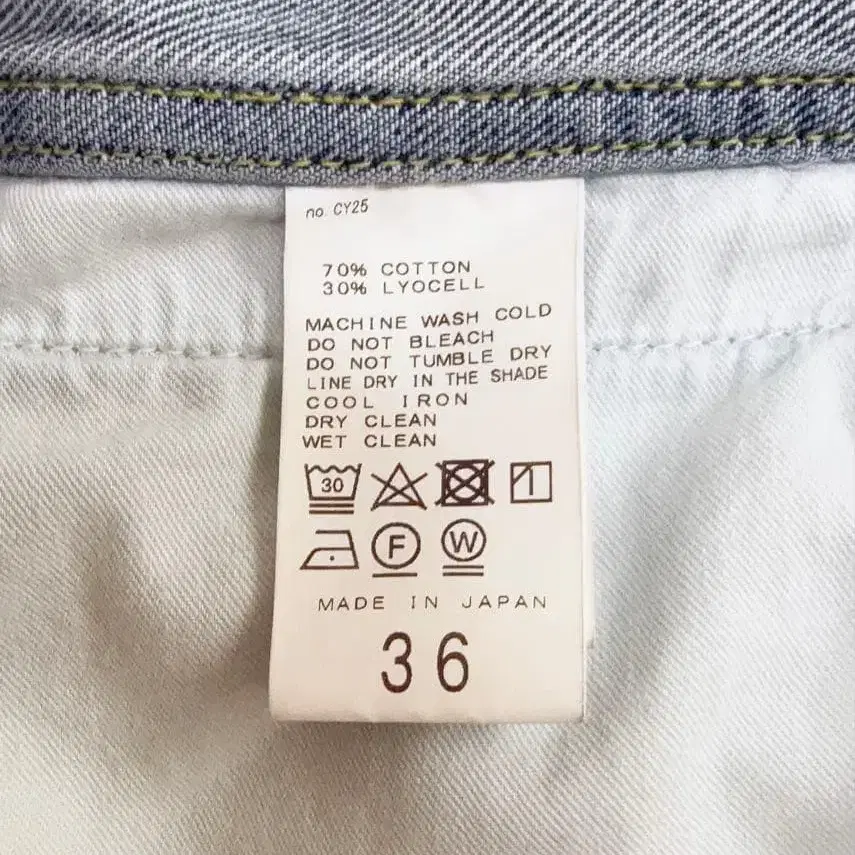 no. CY25
70% COTTON
30% LYOCELL
MACHINE WASH COLD
DO NOT BLEACH
DO NOT TUMBLE DRY
LINE DRY IN THE SHADE
COOL IRON
DRY CLEAN
WET CLEAN
30
F W
MADE IN JAPAN
36